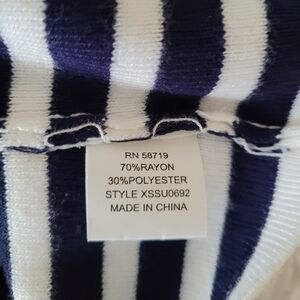 RN 58719
70%RAYON
30%POLYESTER
STYLE XSSU0692
MADE IN CHINA